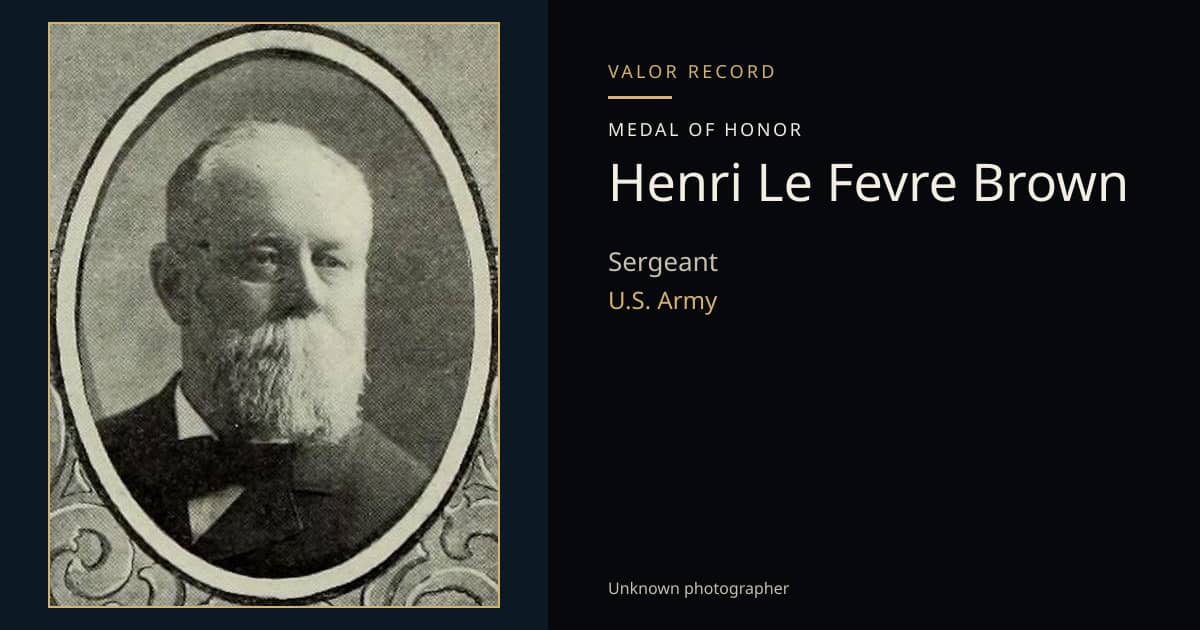 VALOR RECORD
MEDAL OF HONOR
Henri Le Fevre Brown
Sergeant
U.S. Army
Unknown photographer